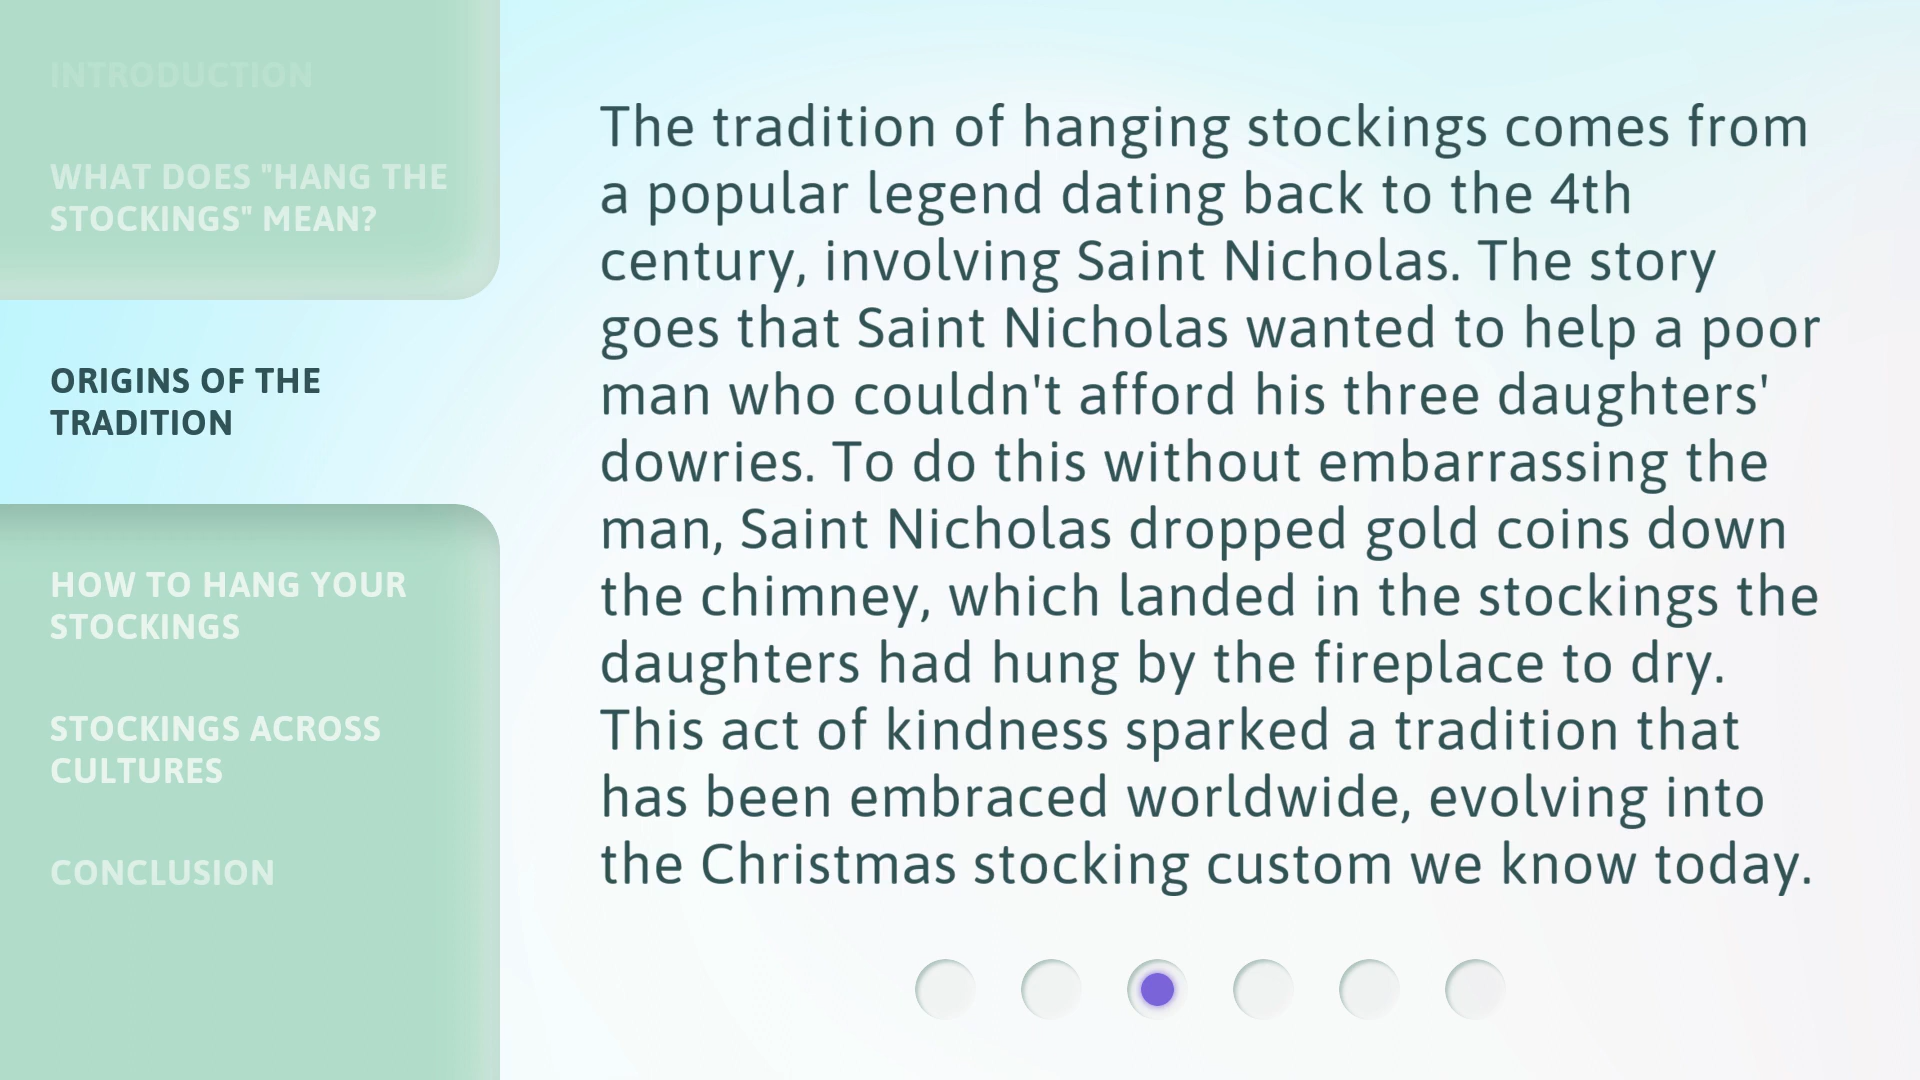 INTRODUCTION
WHAT DOES "HANG THE
STOCKINGS" MEAN?
ORIGINS OF THE
TRADITION
HOW TO HANG YOUR
STOCKINGS
STOCKINGS ACROSS
CULTURES
CONCLUSION
The tradition of hanging stockings comes from
a popular legend dating back to the 4th
century, involving Saint Nicholas. The story
goes that Saint Nicholas wanted to help a poor
man who couldn't afford his three daughters'
dowries. To do this without embarrassing the
man, Saint Nicholas dropped gold coins down
the chimney, which landed in the stockings the
daughters had hung by the fireplace to dry.
This act of kindness sparked a tradition that
has been embraced worldwide, evolving into
the Christmas stocking custom we know today.